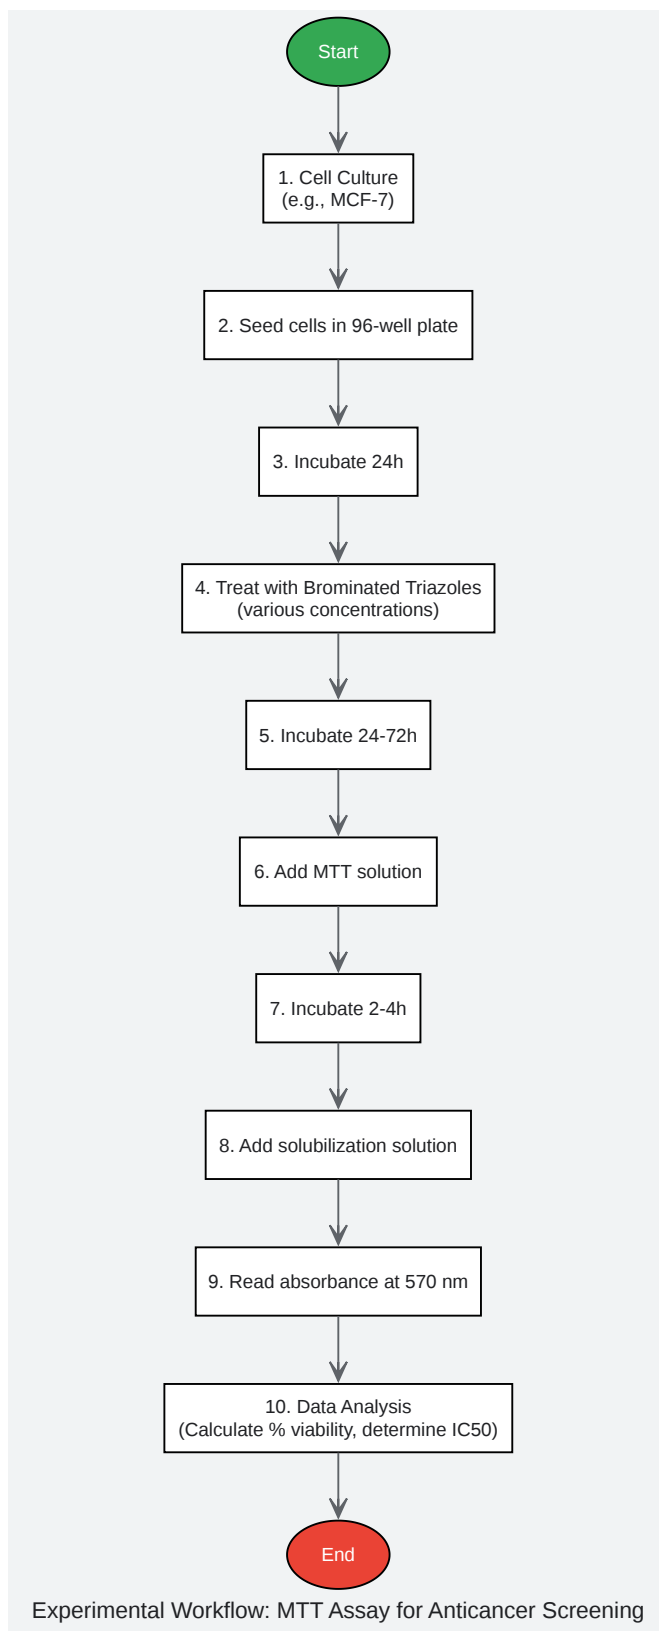 Start
1. Cell Culture
(e.g., MCF-7)
2. Seed cells in 96-well plate
3. Incubate 24h
4. Treat with Brominated Triazoles
(various concentrations)
5. Incubate 24-72h
6. Add MTT solution
7. Incubate 2-4h
8. Add solubilization solution
9. Read absorbance at 570 nm
10. Data Analysis
(Calculate % viability, determine IC50)
End
Experimental Workflow: MTT Assay for Anticancer Screening